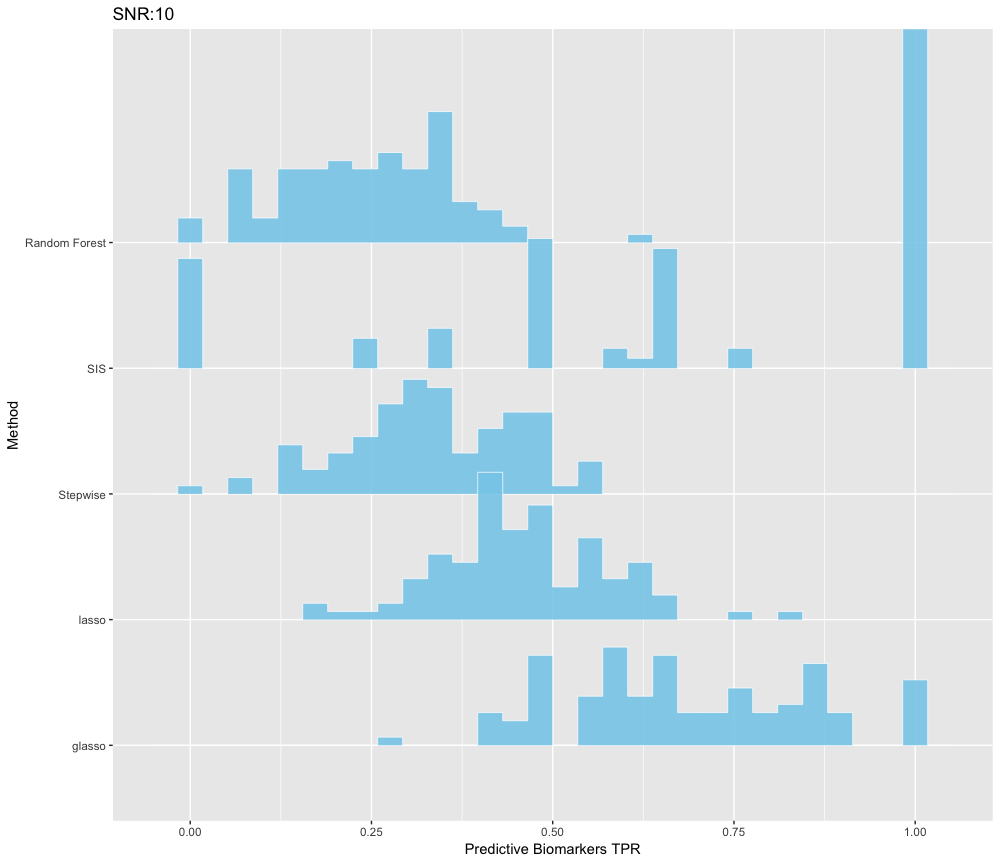 SNR:10
Method
Random Forest
SIS
Stepwise
lasso
glasso
0.00 0.25 0.50 0.75 1.00
Predictive Biomarkers TPR